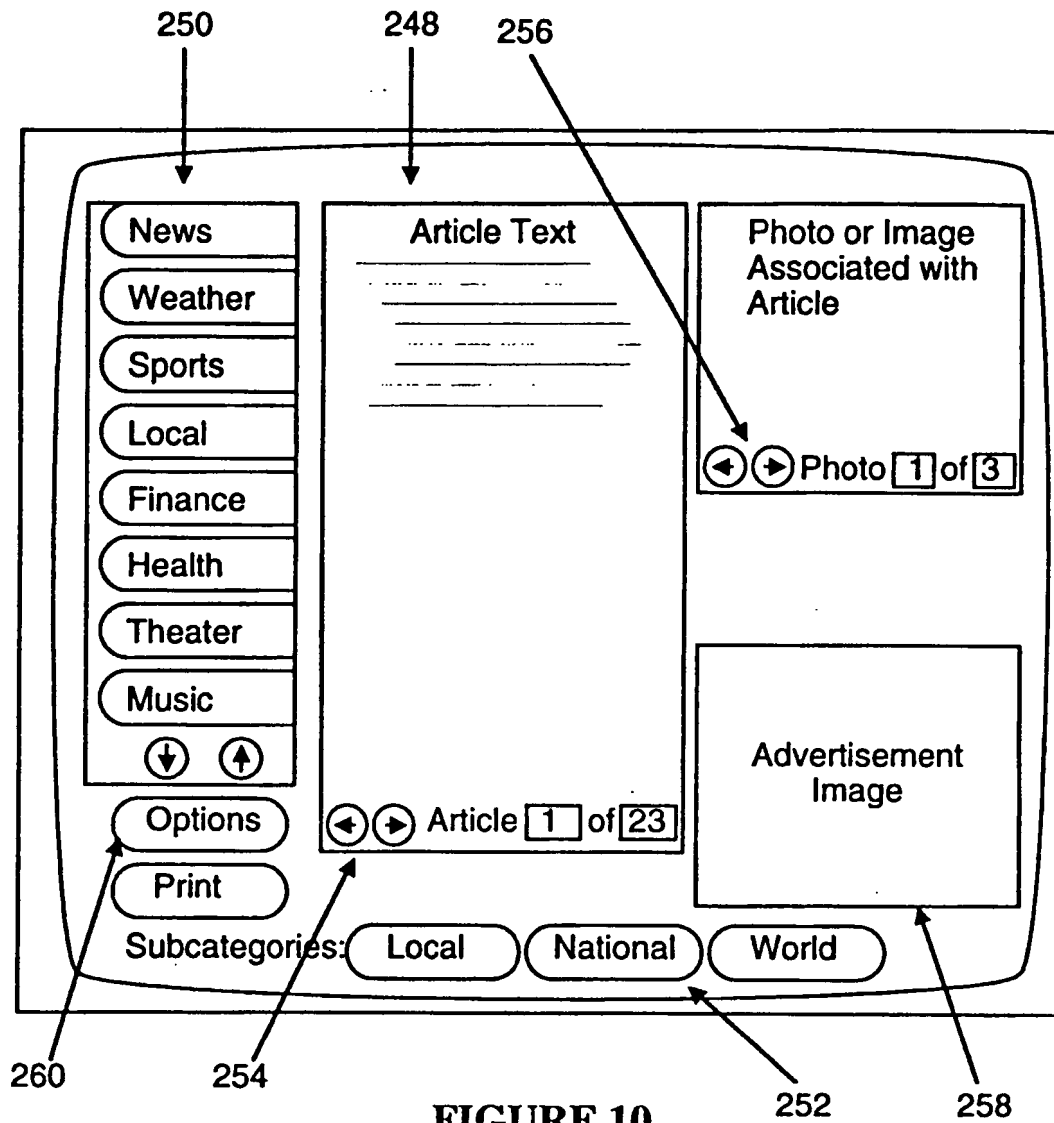 250
248
256
News
Weather
Sports
Local
Finance
Health
Theater
Music
Options
Print
Article Text
Article 1 of 23
Photo or Image
Associated with
Article
Photo 1 of 3
Advertisement
Image
Subcategories: Local National World
260
254
252
258
FIGURE 10